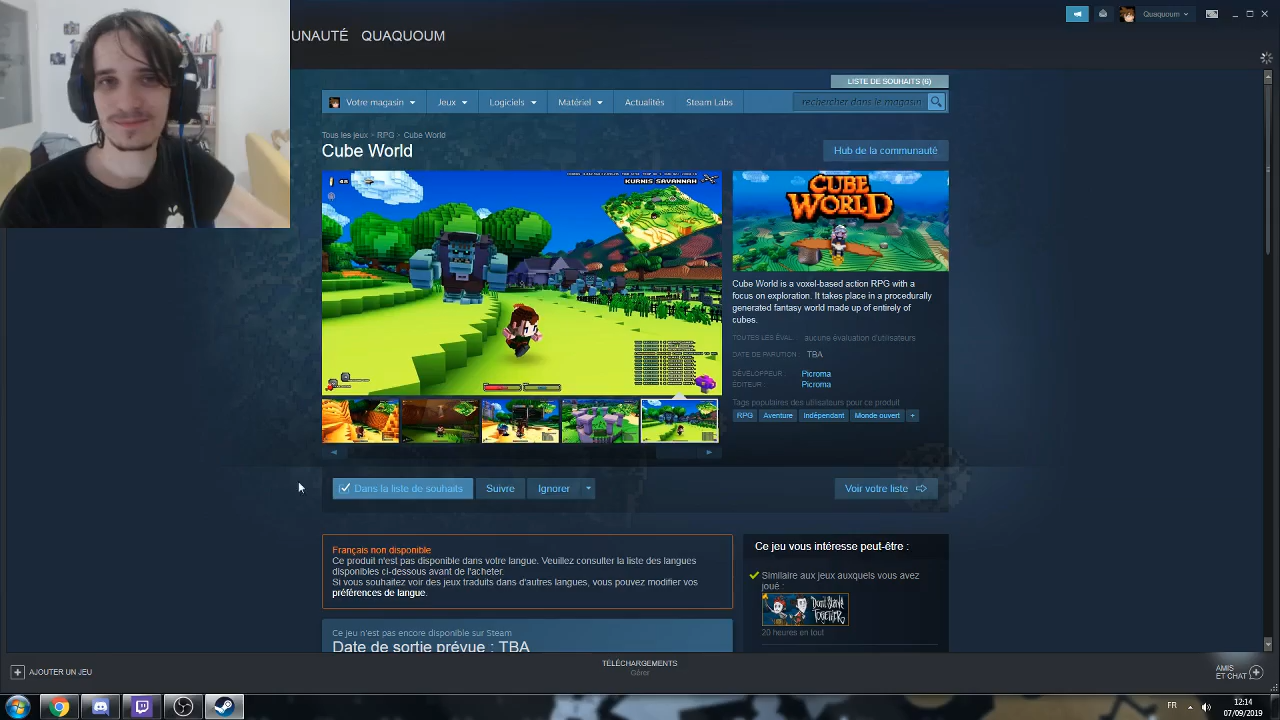 UNAUTÉ QUAQUOUM
Quaquoum
LISTE DE SOUHAITS (6)
Votre magasin
Jeux
Logiciels
Matériel
Actualités
Steam Labs
rechercher dans le magasin
Tous les jeux > RPG > Cube World
Cube World
Hub de la communauté
KURNIS SAVANNAH
CUBE
WORLD
Cube World is a voxel-based action RPG with a
focus on exploration. It takes place in a procedurally
generated fantasy world made up of entirely of
cubes.
TOUTES LES ÉVAL. : aucune évaluation d'utilisateurs
DATE DE PARUTION : TBA
DÉVELOPPEUR : Picroma
ÉDITEUR : Picroma
Tags populaires des utilisateurs pour ce produit :
RPG Aventure Indépendant Monde ouvert +
Dans la liste de souhaits
Suivre
Ignorer
Voir votre liste
Français non disponible
Ce produit n'est pas disponible dans votre langue. Veuillez consulter la liste des langues
disponibles ci-dessous avant de l'acheter.
Si vous souhaitez voir des jeux traduits dans d'autres langues, vous pouvez modifier vos
préférences de langue.
Ce jeu vous intéresse peut-être :
Similaire aux jeux auxquels vous avez
joué :
Don't Starve
Together
20 heures en tout
Ce jeu n'est pas encore disponible sur Steam
Date de sortie prévue : TBA
AJOUTER UN JEU
TÉLÉCHARGEMENTS
Gérer
AMIS
ET CHAT
FR
12:14
07/09/2019